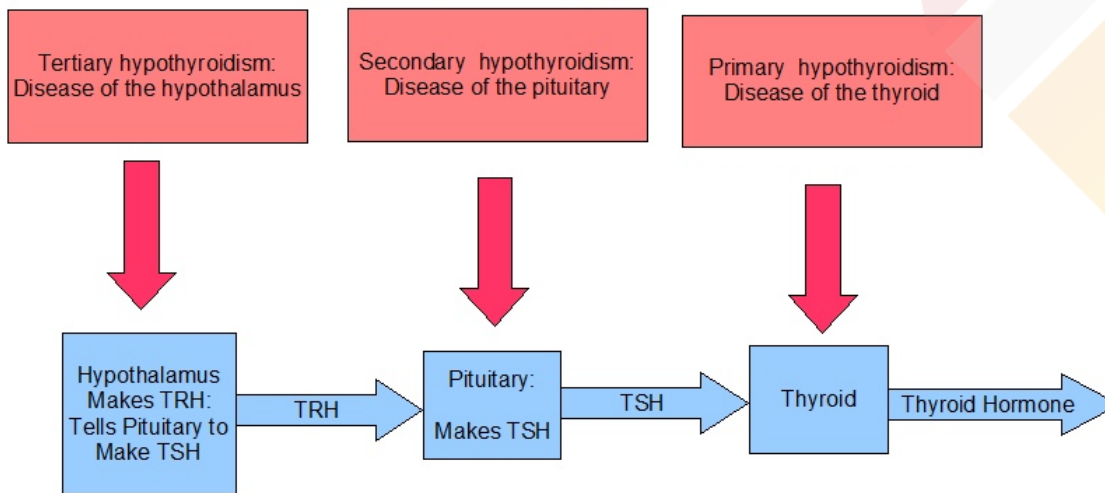 Tertiary hypothyroidism:
Disease of the hypothalamus
Secondary hypothyroidism:
Disease of the pituitary
Primary hypothyroidism:
Disease of the thyroid
Hypothalamus
Makes TRH:
Tells Pituitary to
Make TSH
TRH
Pituitary:
Makes TSH
TSH
Thyroid
Thyroid Hormone